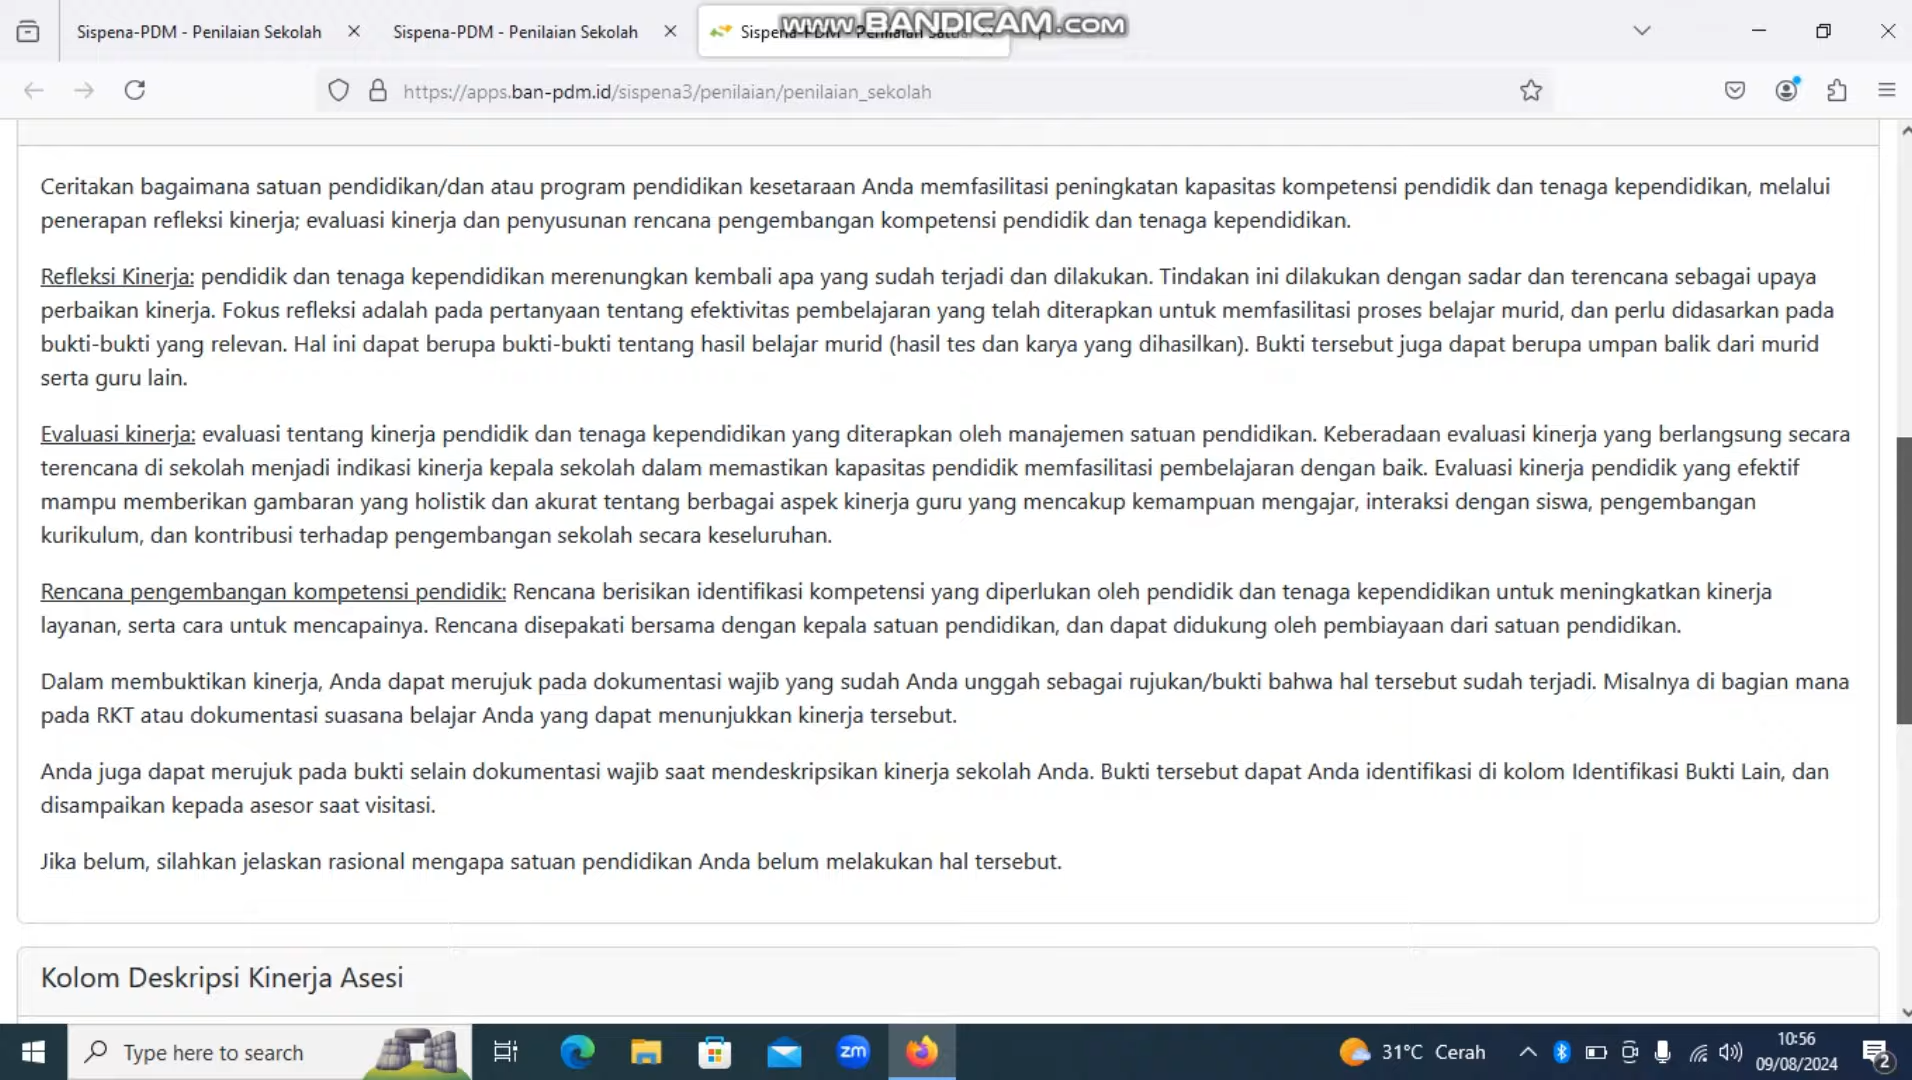 Sispena-PDM - Penilaian Sekolah
Sispena-PDM - Penilaian Sekolah
Sispena-PDM - Penilaian Satua
www.BANDICAM.com
https://apps.ban-pdm.id/sispena3/penilaian/penilaian_sekolah
Ceritakan bagaimana satuan pendidikan/dan atau program pendidikan kesetaraan Anda memfasilitasi peningkatan kapasitas kompetensi pendidik dan tenaga kependidikan, melalui
penerapan refleksi kinerja; evaluasi kinerja dan penyusunan rencana pengembangan kompetensi pendidik dan tenaga kependidikan.
Refleksi Kinerja: pendidik dan tenaga kependidikan merenungkan kembali apa yang sudah terjadi dan dilakukan. Tindakan ini dilakukan dengan sadar dan terencana sebagai upaya
perbaikan kinerja. Fokus refleksi adalah pada pertanyaan tentang efektivitas pembelajaran yang telah diterapkan untuk memfasilitasi proses belajar murid, dan perlu didasarkan pada
bukti-bukti yang relevan. Hal ini dapat berupa bukti-bukti tentang hasil belajar murid (hasil tes dan karya yang dihasilkan). Bukti tersebut juga dapat berupa umpan balik dari murid
serta guru lain.
Evaluasi kinerja: evaluasi tentang kinerja pendidik dan tenaga kependidikan yang diterapkan oleh manajemen satuan pendidikan. Keberadaan evaluasi kinerja yang berlangsung secara
terencana di sekolah menjadi indikasi kinerja kepala sekolah dalam memastikan kapasitas pendidik memfasilitasi pembelajaran dengan baik. Evaluasi kinerja pendidik yang efektif
mampu memberikan gambaran yang holistik dan akurat tentang berbagai aspek kinerja guru yang mencakup kemampuan mengajar, interaksi dengan siswa, pengembangan
kurikulum, dan kontribusi terhadap pengembangan sekolah secara keseluruhan.
Rencana pengembangan kompetensi pendidik: Rencana berisikan identifikasi kompetensi yang diperlukan oleh pendidik dan tenaga kependidikan untuk meningkatkan kinerja
layanan, serta cara untuk mencapainya. Rencana disepakati bersama dengan kepala satuan pendidikan, dan dapat didukung oleh pembiayaan dari satuan pendidikan.
Dalam membuktikan kinerja, Anda dapat merujuk pada dokumentasi wajib yang sudah Anda unggah sebagai rujukan/bukti bahwa hal tersebut sudah terjadi. Misalnya di bagian mana
pada RKT atau dokumentasi suasana belajar Anda yang dapat menunjukkan kinerja tersebut.
Anda juga dapat merujuk pada bukti selain dokumentasi wajib saat mendeskripsikan kinerja sekolah Anda. Bukti tersebut dapat Anda identifikasi di kolom Identifikasi Bukti Lain, dan
disampaikan kepada asesor saat visitasi.
Jika belum, silahkan jelaskan rasional mengapa satuan pendidikan Anda belum melakukan hal tersebut.
Kolom Deskripsi Kinerja Asesi
Type here to search
zm
31°C Cerah
10:56
09/08/2024
2